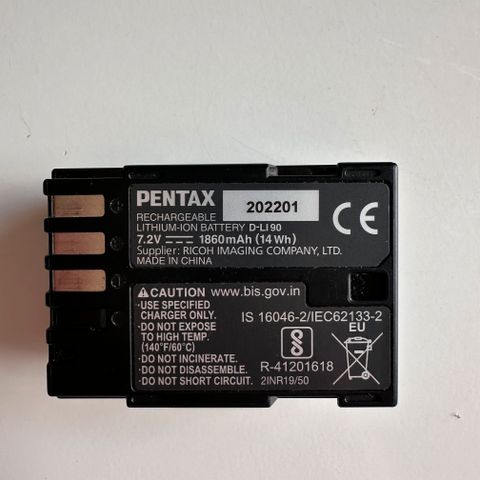 PENTAX
202201
RECHARGEABLE
LITHIUM-ION BATTERY D-LI90
7.2V ⎓ 1860mAh (14 Wh)
Supplier: RICOH IMAGING COMPANY, LTD.
MADE IN CHINA
CE
⚠CAUTION www.bis.gov.in
·USE SPECIFIED
CHARGER ONLY.
·DO NOT EXPOSE
TO HIGH TEMP.
(140°F/60°C)
·DO NOT INCINERATE.
·DO NOT DISASSEMBLE.
·DO NOT SHORT CIRCUIT.
IS 16046-2/IEC62133-2
EU
R-41201618
2INR19/50